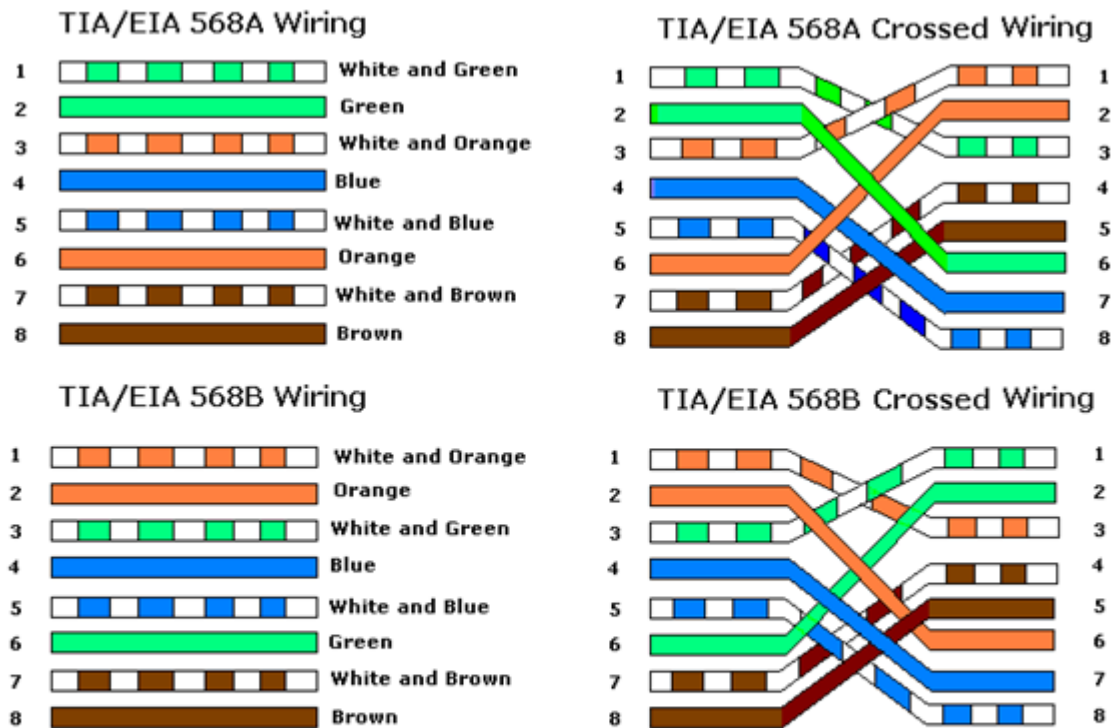 TIA/EIA 568A Wiring
1 White and Green
2 Green
3 White and Orange
4 Blue
5 White and Blue
6 Orange
7 White and Brown
8 Brown
TIA/EIA 568A Crossed Wiring
1 1
2 2
3 3
4 4
5 5
6 6
7 7
8 8
TIA/EIA 568B Wiring
1 White and Orange
2 Orange
3 White and Green
4 Blue
5 White and Blue
6 Green
7 White and Brown
8 Brown
TIA/EIA 568B Crossed Wiring
1 1
2 2
3 3
4 4
5 5
6 6
7 7
8 8